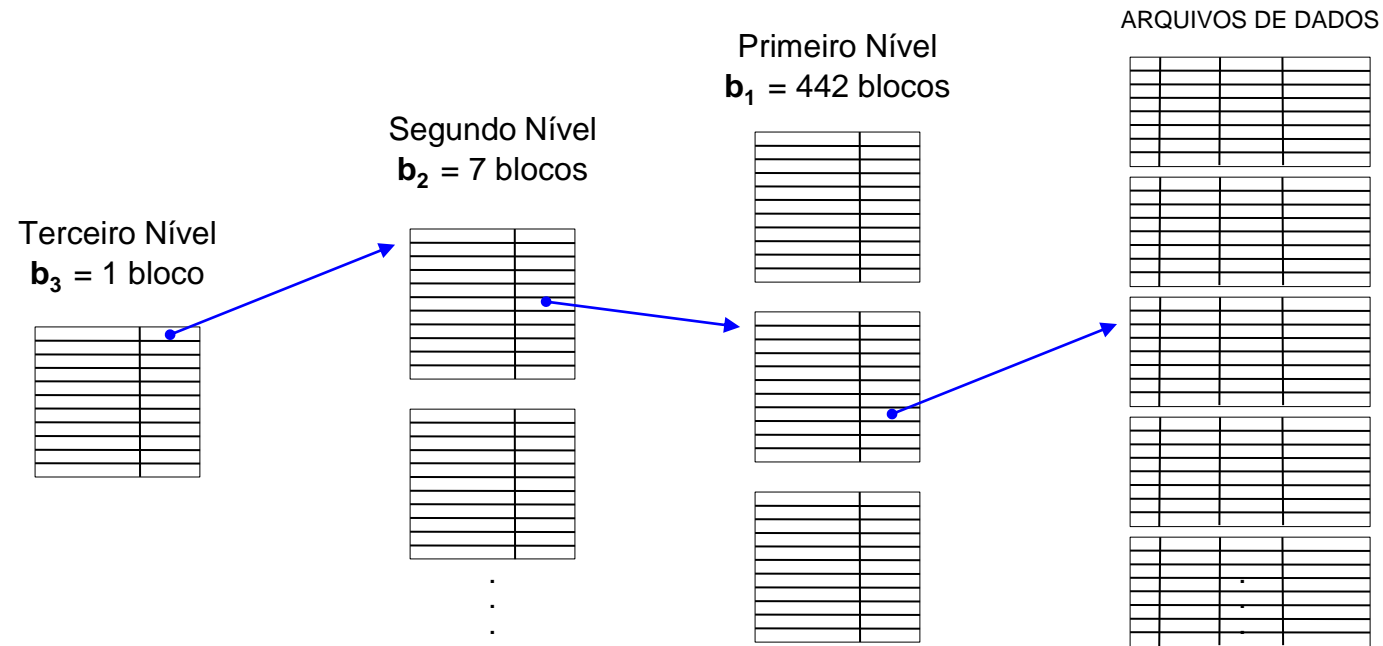 ARQUIVOS DE DADOS
Primeiro Nível
b1 = 442 blocos
Segundo Nível
b2 = 7 blocos
Terceiro Nível
b3 = 1 bloco